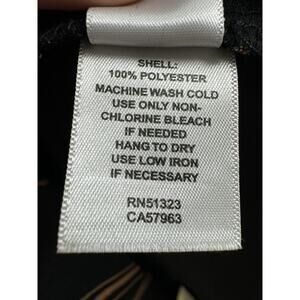 SHELL:
100% POLYESTER
MACHINE WASH COLD
USE ONLY NON-
CHLORINE BLEACH
IF NEEDED
HANG TO DRY
USE LOW IRON
IF NECESSARY
RN51323
CA57963